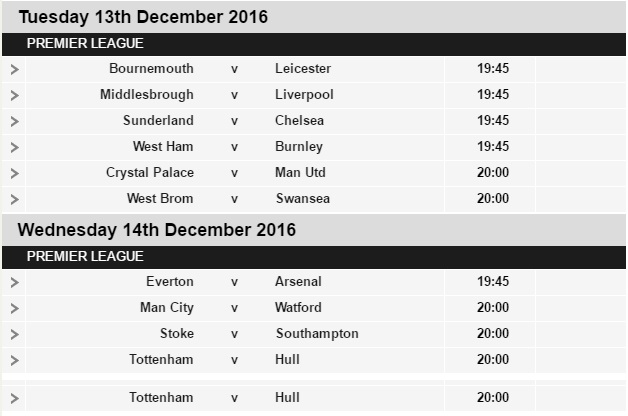 Tuesday 13th December 2016
PREMIER LEAGUE
Bournemouth v Leicester 19:45
Middlesbrough v Liverpool 19:45
Sunderland v Chelsea 19:45
West Ham v Burnley 19:45
Crystal Palace v Man Utd 20:00
West Brom v Swansea 20:00
Wednesday 14th December 2016
PREMIER LEAGUE
Everton v Arsenal 19:45
Man City v Watford 20:00
Stoke v Southampton 20:00
Tottenham v Hull 20:00
Tottenham v Hull 20:00